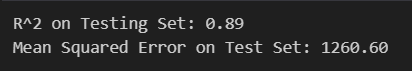 R^2 on Testing Set: 0.89
Mean Squared Error on Test Set: 1260.60